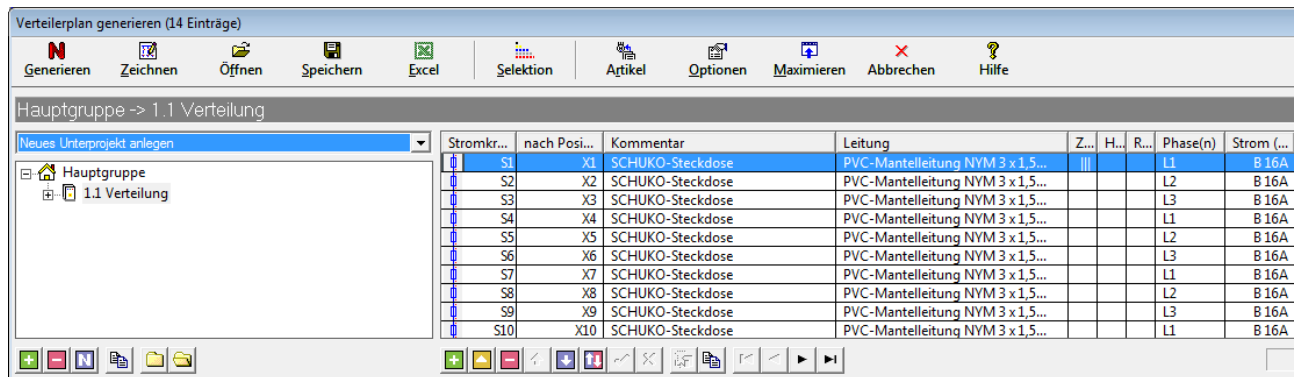 Verteilerplan generieren (14 Einträge)
Generieren Zeichnen Öffnen Speichern Excel Selektion Artikel Optionen Maximieren Abbrechen Hilfe
Hauptgruppe -> 1.1 Verteilung
Neues Unterprojekt anlegen
Hauptgruppe
1.1 Verteilung
Stromkr... nach Posi... Kommentar Leitung Z... H... R... Phase(n) Strom (...
S1 X1 SCHUKO-Steckdose PVC-Mantelleitung NYM 3 x 1,5... ||| L1 B 16A
S2 X2 SCHUKO-Steckdose PVC-Mantelleitung NYM 3 x 1,5... L2 B 16A
S3 X3 SCHUKO-Steckdose PVC-Mantelleitung NYM 3 x 1,5... L3 B 16A
S4 X4 SCHUKO-Steckdose PVC-Mantelleitung NYM 3 x 1,5... L1 B 16A
S5 X5 SCHUKO-Steckdose PVC-Mantelleitung NYM 3 x 1,5... L2 B 16A
S6 X6 SCHUKO-Steckdose PVC-Mantelleitung NYM 3 x 1,5... L3 B 16A
S7 X7 SCHUKO-Steckdose PVC-Mantelleitung NYM 3 x 1,5... L1 B 16A
S8 X8 SCHUKO-Steckdose PVC-Mantelleitung NYM 3 x 1,5... L2 B 16A
S9 X9 SCHUKO-Steckdose PVC-Mantelleitung NYM 3 x 1,5... L3 B 16A
S10 X10 SCHUKO-Steckdose PVC-Mantelleitung NYM 3 x 1,5... L1 B 16A